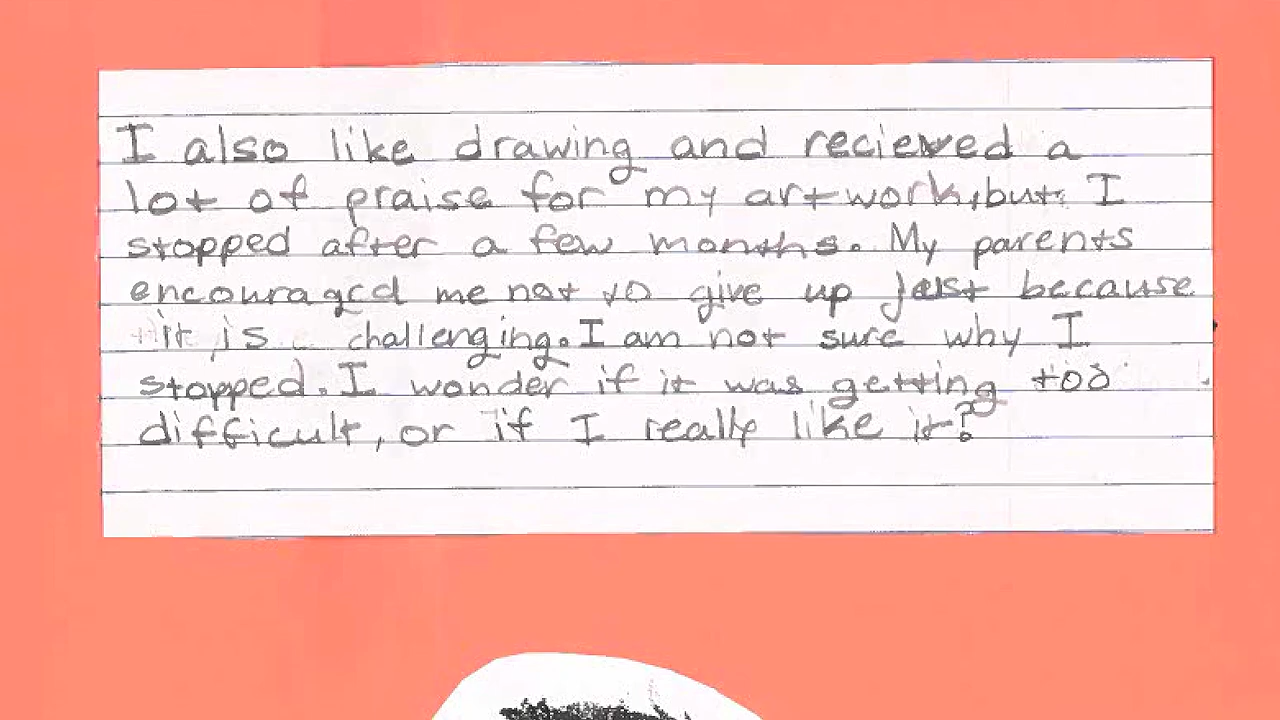 I also like drawing and recieved a
lot of praise for my artwork, but I
stopped after a few months. My parents
encouraged me not to give up just because
it is challenging. I am not sure why I
stopped. I wonder if it was getting too
difficult, or if I really like it?